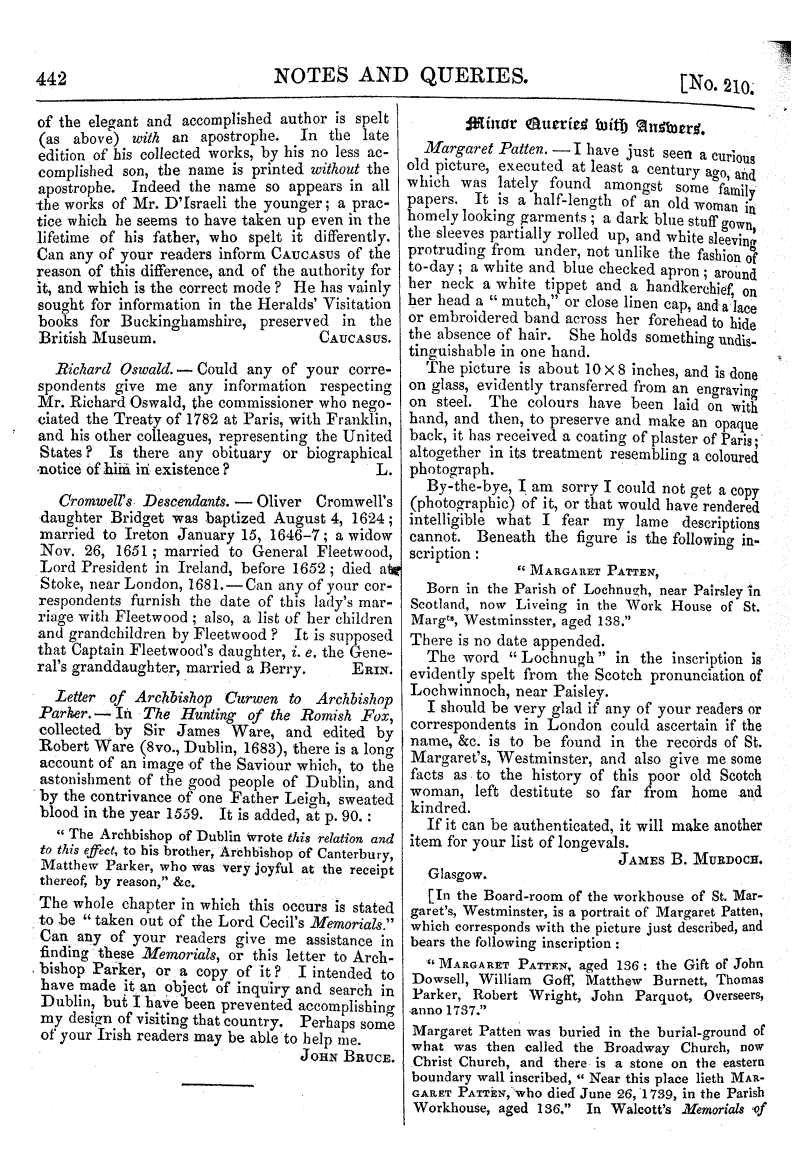 442
NOTES AND QUERIES.
[No. 210.
of the elegant and accomplished author is spelt
(as above) with an apostrophe. In the late
edition of his collected works, by his no less ac-
complished son, the name is printed without the
apostrophe. Indeed the name so appears in all
the works of Mr. D'Israeli the younger; a prac-
tice which he seems to have taken up even in the
lifetime of his father, who spelt it differently.
Can any of your readers inform CAUCASUS of the
reason of this difference, and of the authority for
it, and which is the correct mode? He has vainly
sought for information in the Heralds' Visitation
books for Buckinghamshire, preserved in the
British Museum. CAUCASUS.
Richard Oswald. — Could any of your corre-
spondents give me any information respecting
Mr. Richard Oswald, the commissioner who nego-
ciated the Treaty of 1782 at Paris, with Franklin,
and his other colleagues, representing the United
States? Is there any obituary or biographical
notice of him in existence? L.
Cromwell's Descendants. — Oliver Cromwell's
daughter Bridget was baptized August 4, 1624;
married to Ireton January 15, 1646-7; a widow
Nov. 26, 1651; married to General Fleetwood,
Lord President in Ireland, before 1652; died at
Stoke, near London, 1681. — Can any of your cor-
respondents furnish the date of this lady's mar-
riage with Fleetwood; also, a list of her children
and grandchildren by Fleetwood? It is supposed
that Captain Fleetwood's daughter, i. e. the Gene-
ral's granddaughter, married a Berry. ERIN.
Letter of Archbishop Curwen to Archbishop
Parker. — In The Hunting of the Romish Fox,
collected by Sir James Ware, and edited by
Robert Ware (8vo., Dublin, 1683), there is a long
account of an image of the Saviour which, to the
astonishment of the good people of Dublin, and
by the contrivance of one Father Leigh, sweated
blood in the year 1559. It is added, at p. 90.:
"The Archbishop of Dublin wrote this relation and
to this effect, to his brother, Archbishop of Canterbury,
Matthew Parker, who was very joyful at the receipt
thereof, by reason," &c.
The whole chapter in which this occurs is stated
to be "taken out of the Lord Cecil's Memorials."
Can any of your readers give me assistance in
finding these Memorials, or this letter to Arch-
bishop Parker, or a copy of it? I intended to
have made it an object of inquiry and search in
Dublin, but I have been prevented accomplishing
my design of visiting that country. Perhaps some
of your Irish readers may be able to help me.
JOHN BRUCE.
Minor Queries with Answers.
Margaret Patten. — I have just seen a curious
old picture, executed at least a century ago, and
which was lately found amongst some family
papers. It is a half-length of an old woman in
homely looking garments; a dark blue stuff gown,
the sleeves partially rolled up, and white sleeving
protruding from under, not unlike the fashion of
to-day; a white and blue checked apron; around
her neck a white tippet and a handkerchief, on
her head a "mutch," or close linen cap, and a lace
or embroidered band across her forehead to hide
the absence of hair. She holds something undis-
tinguishable in one hand.
The picture is about 10 × 8 inches, and is done
on glass, evidently transferred from an engraving
on steel. The colours have been laid on with
hand, and then, to preserve and make an opaque
back, it has received a coating of plaster of Paris;
altogether in its treatment resembling a coloured
photograph.
By-the-bye, I am sorry I could not get a copy
(photographic) of it, or that would have rendered
intelligible what I fear my lame descriptions
cannot. Beneath the figure is the following in-
scription:
"MARGARET PATTEN,
Born in the Parish of Lochnugh, near Pairsley in
Scotland, now Liveing in the Work House of St.
Margts, Westminsster, aged 138."
There is no date appended.
The word "Lochnugh" in the inscription is
evidently spelt from the Scotch pronunciation of
Lochwinnoch, near Paisley.
I should be very glad if any of your readers or
correspondents in London could ascertain if the
name, &c. is to be found in the records of St.
Margaret's, Westminster, and also give me some
facts as to the history of this poor old Scotch
woman, left destitute so far from home and
kindred.
If it can be authenticated, it will make another
item for your list of longevals.
JAMES B. MURDOCH.
Glasgow.
[In the Board-room of the workhouse of St. Mar-
garet's, Westminster, is a portrait of Margaret Patten,
which corresponds with the picture just described, and
bears the following inscription:
"MARGARET PATTEN, aged 136: the Gift of John
Dowsell, William Goff, Matthew Burnett, Thomas
Parker, Robert Wright, John Parquot, Overseers,
anno 1737."
Margaret Patten was buried in the burial-ground of
what was then called the Broadway Church, now
Christ Church, and there is a stone on the eastern
boundary wall inscribed, "Near this place lieth MAR-
GARET PATTEN, who died June 26, 1739, in the Parish
Workhouse, aged 136." In Walcott's Memorials of